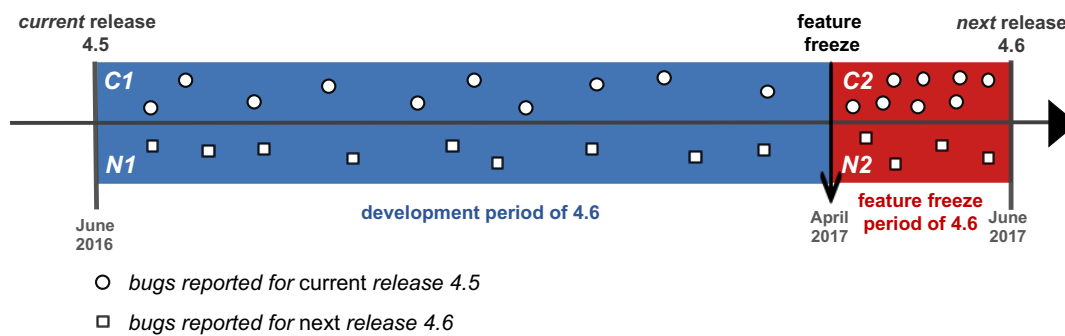 current release
4.5
feature
freeze
next release
4.6
C1
C2
N1
N2
development period of 4.6
feature freeze
period of 4.6
June
2016
April
2017
June
2017
bugs reported for current release 4.5
bugs reported for next release 4.6